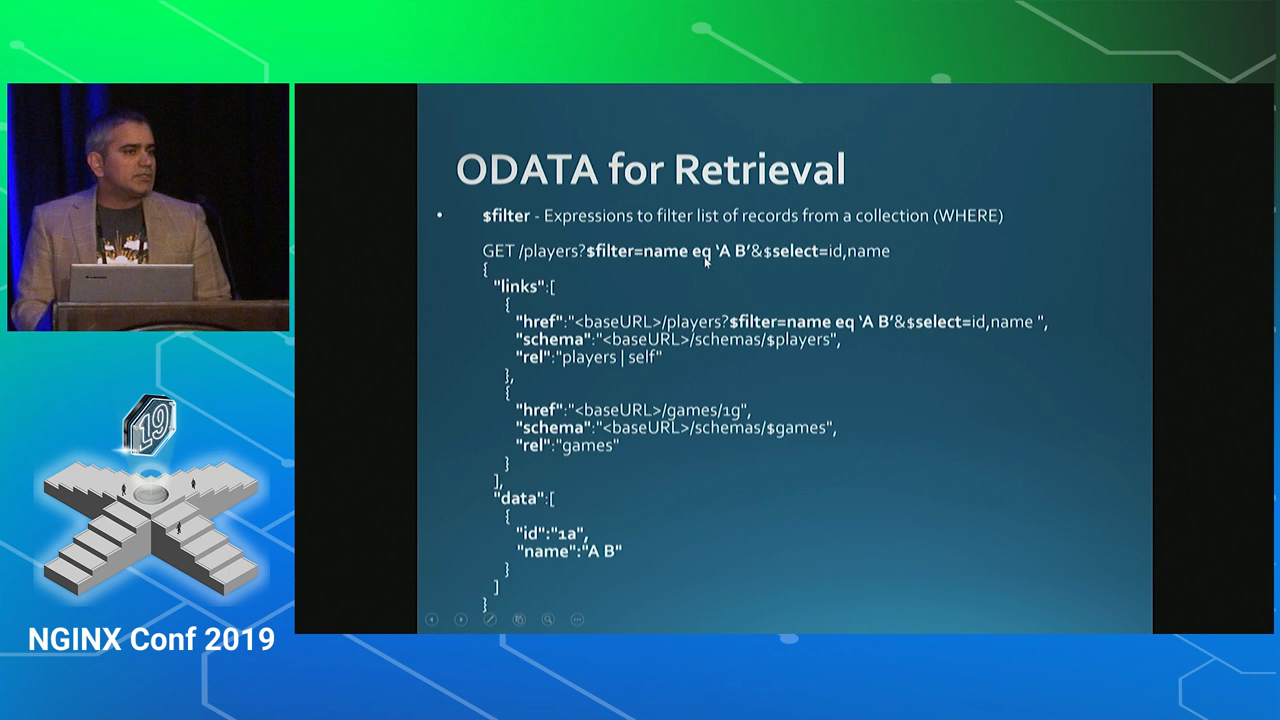 ODATA for Retrieval
• $filter - Expressions to filter list of records from a collection (WHERE)
GET /players?$filter=name eq ‘A B’&$select=id,name
{
"links":[
{
"href":"<baseURL>/players?$filter=name eq ‘A B’&$select=id,name ",
"schema":"<baseURL>/schemas/$players",
"rel":"players | self"
},
{
"href":"<baseURL>/games/1g",
"schema":"<baseURL>/schemas/$games",
"rel":"games"
}
],
"data":[
{
"id":"1a",
"name":"A B"
}
]
}
19
NGINX Conf 2019